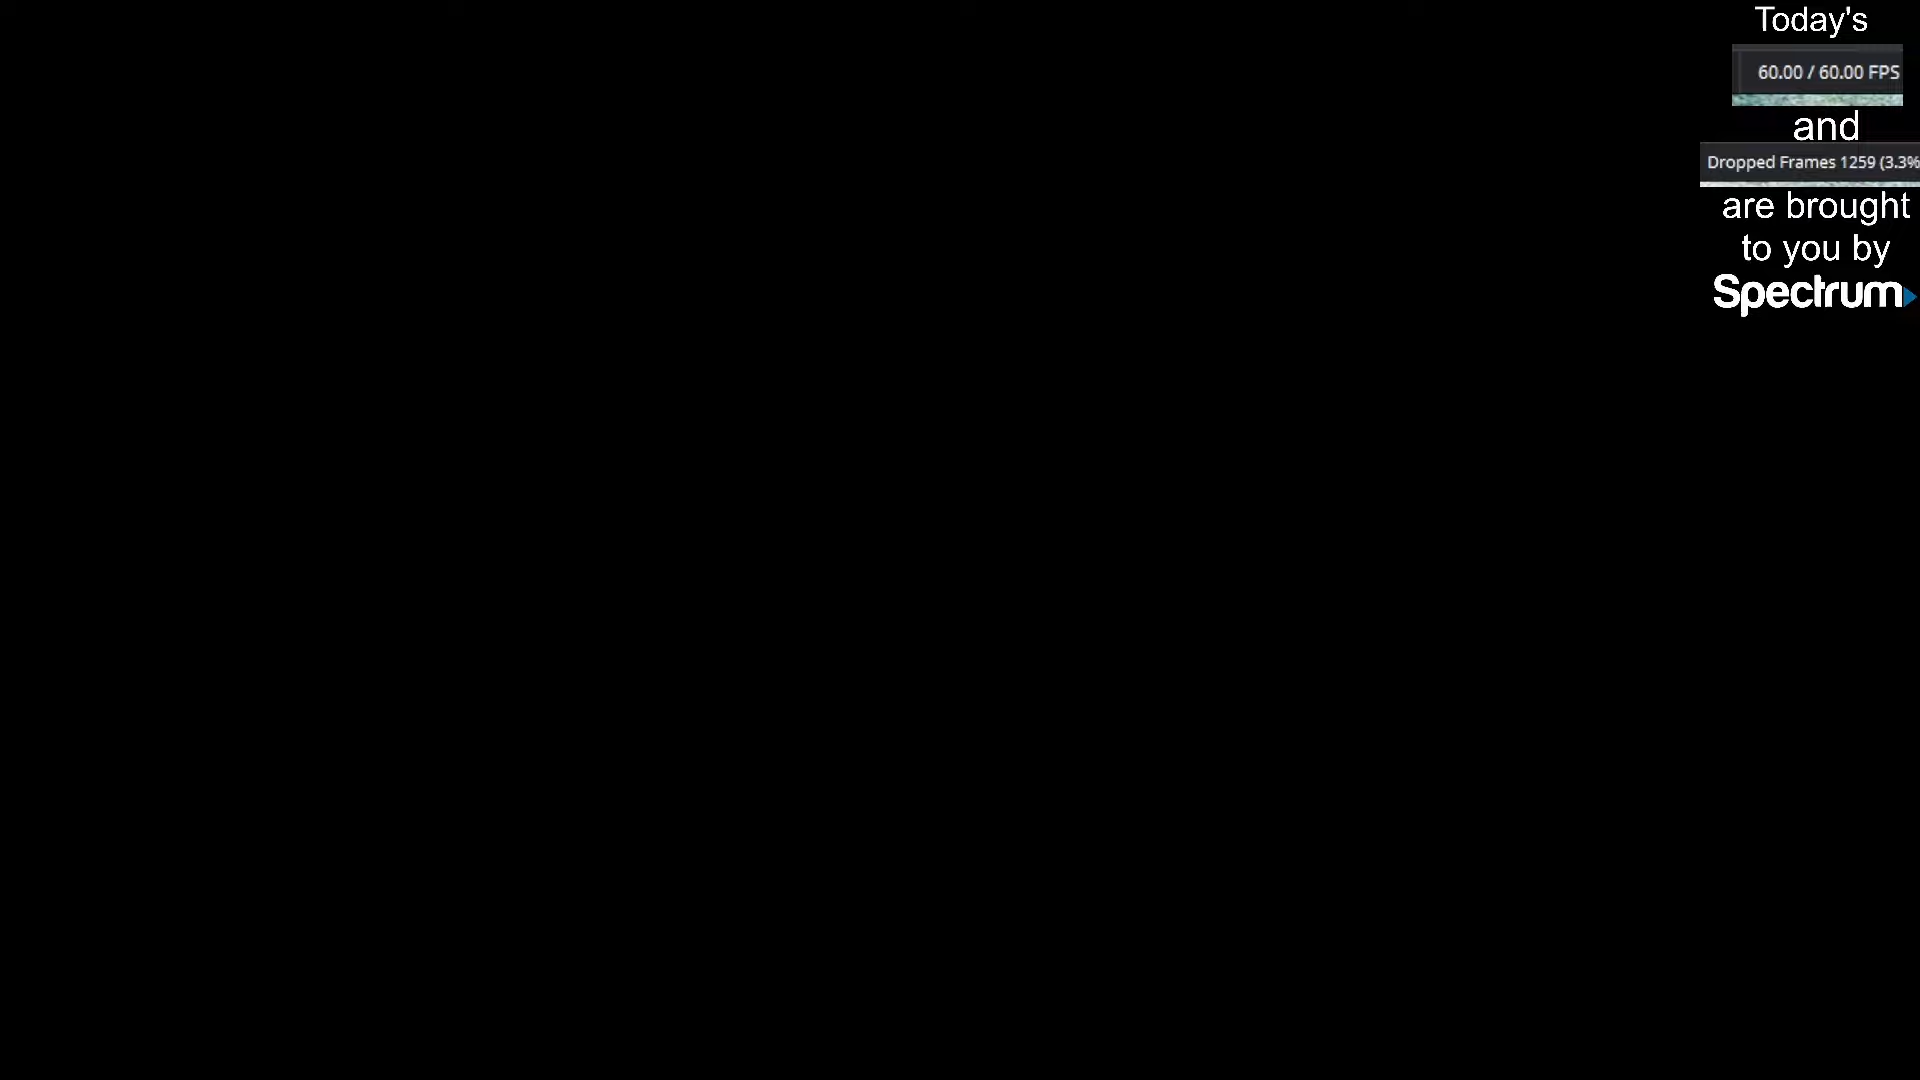 Today's
60.00 / 60.00 FPS
and
Dropped Frames 1259 (3.3%
are brought
to you by
Spectrum